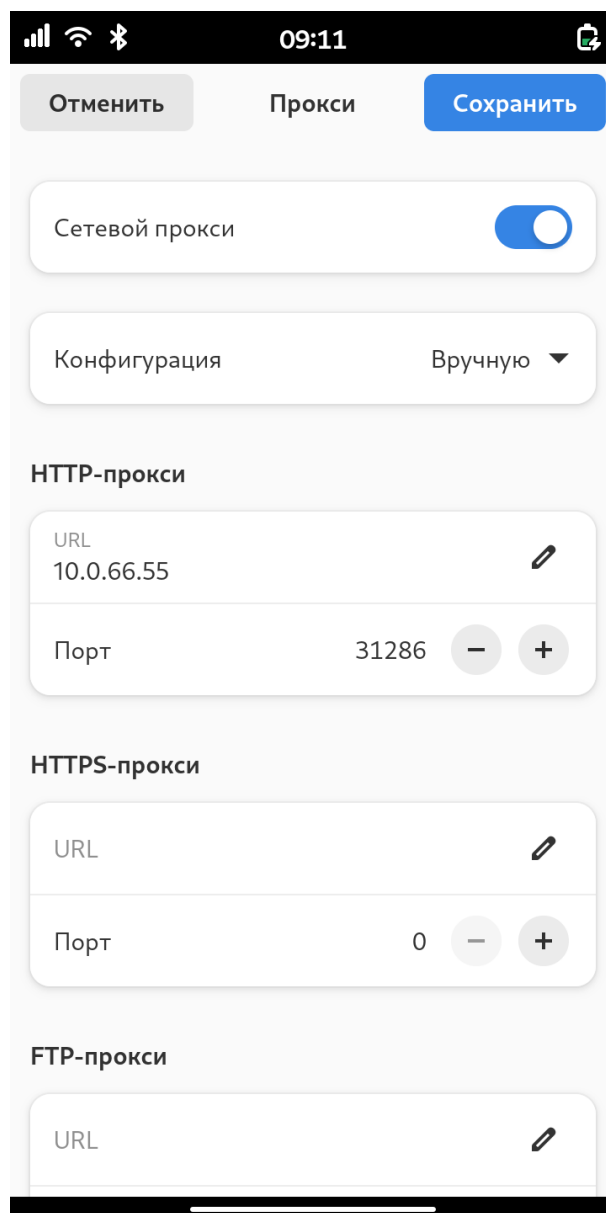 09:11
Отменить
Прокси
Сохранить
Сетевой прокси
Конфигурация
Вручную
HTTP-прокси
URL
10.0.66.55
Порт
31286
HTTPS-прокси
URL
Порт
0
FTP-прокси
URL